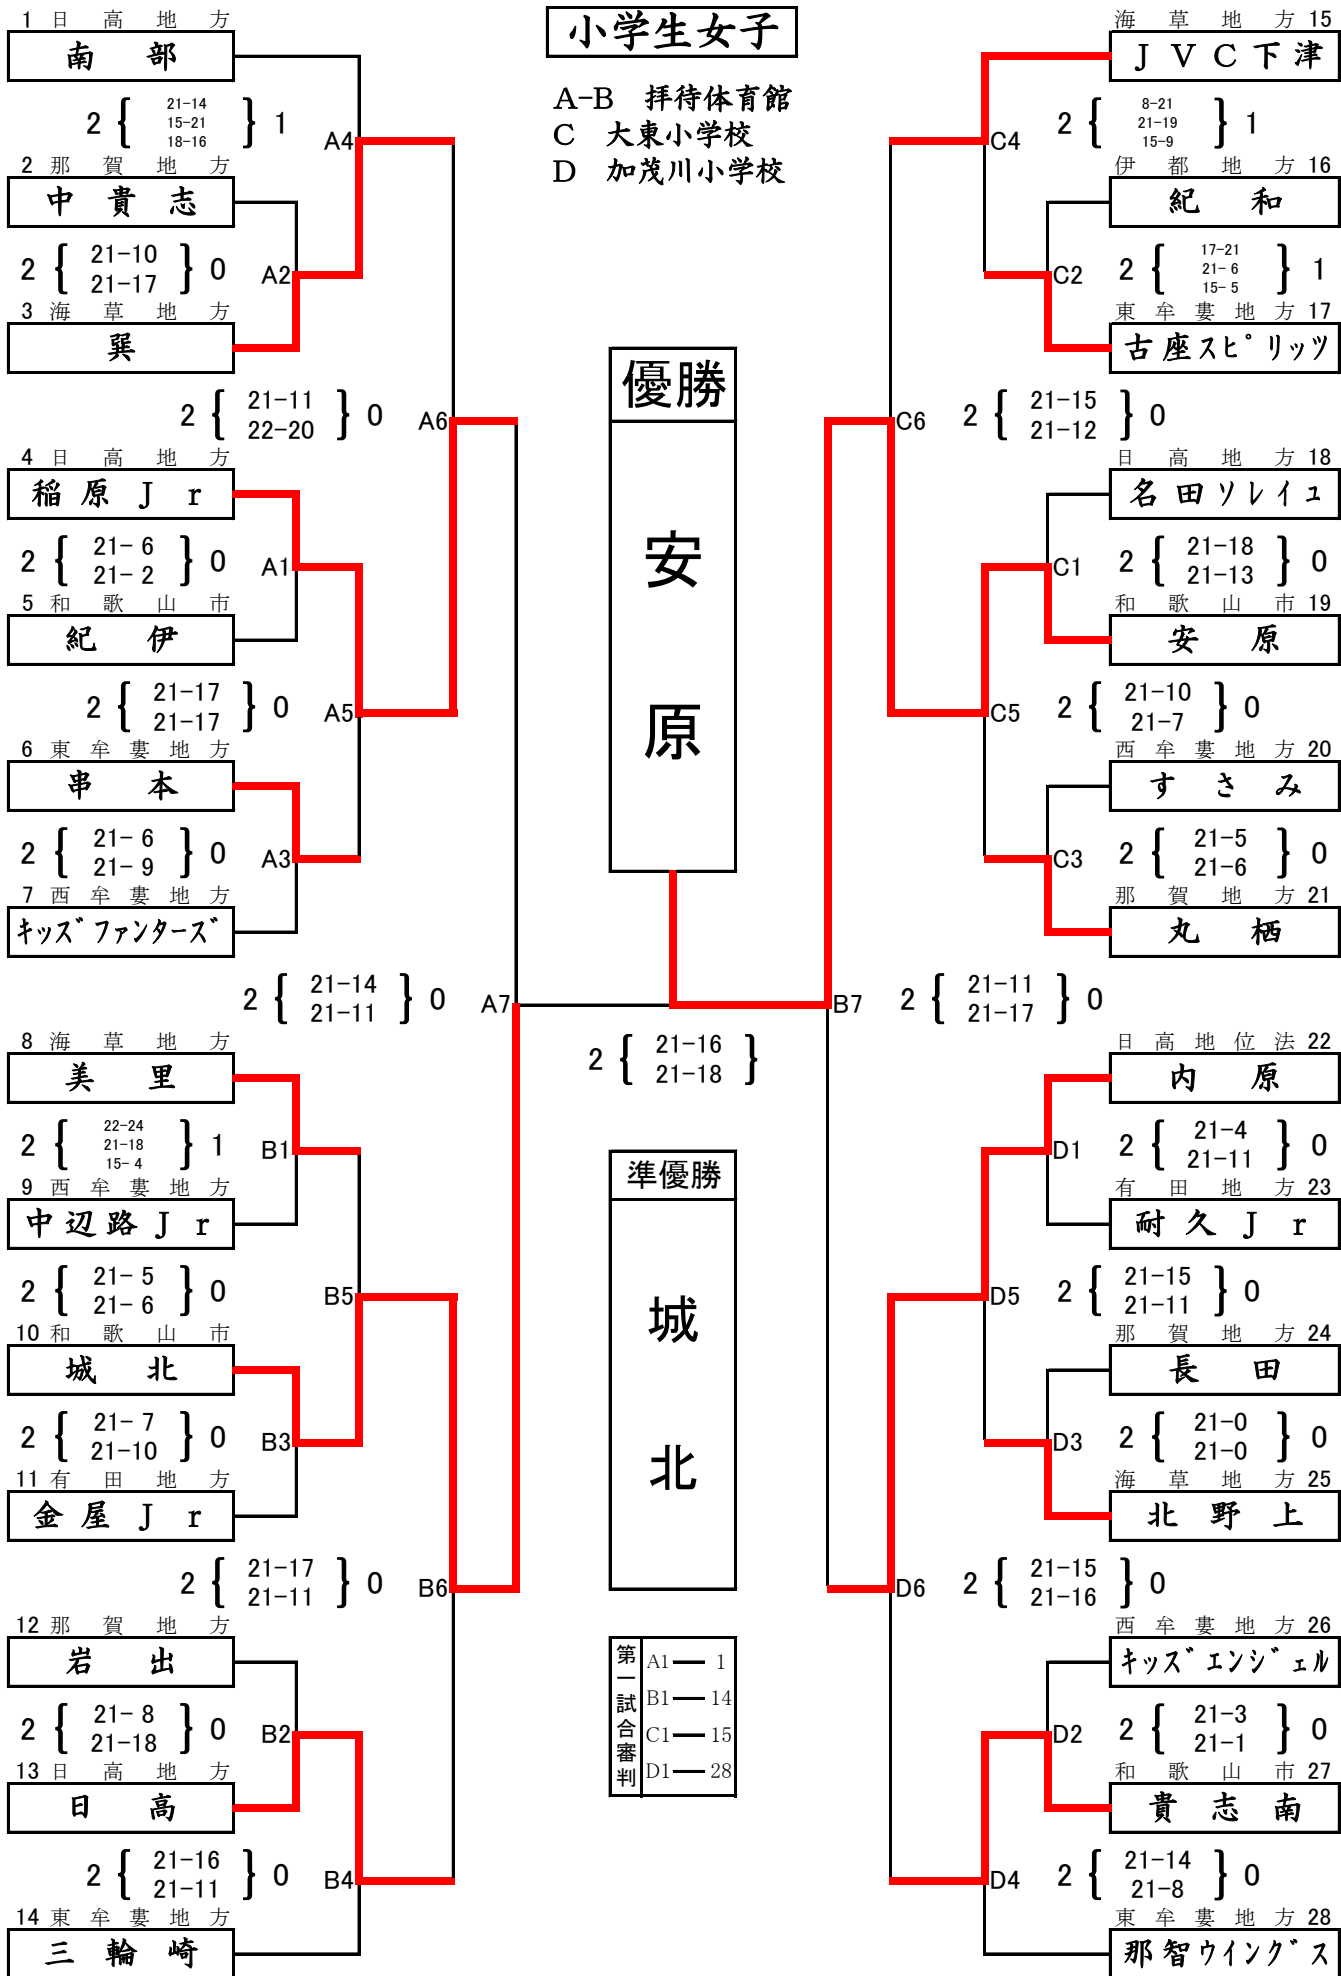 小学生女子
A-B 拝待体育館
C 大東小学校
D 加茂川小学校
1 日高地方
南部
2 { 21-14 15-21 18-16 } 1
A4
2 那賀地方
中貴志
2 { 21-10 21-17 } 0
A2
3 海草地方
巽
2 { 21-11 22-20 } 0
A6
4 日高地方
稲原Jr
2 { 21- 6 21- 2 } 0
A1
5 和歌山市
紀伊
2 { 21-17 21-17 } 0
A5
6 東牟婁地方
串本
2 { 21- 6 21- 9 } 0
A3
7 西牟婁地方
キッズファンターズ
2 { 21-14 21-11 } 0
A7
8 海草地方
美里
2 { 22-24 21-18 15- 4 } 1
B1
9 西牟婁地方
中辺路Jr
2 { 21- 5 21- 6 } 0
B5
10 和歌山市
城北
2 { 21- 7 21-10 } 0
B3
11 有田地方
金屋Jr
2 { 21-17 21-11 } 0
B6
12 那賀地方
岩出
2 { 21- 8 21-18 } 0
B2
13 日高地方
日高
2 { 21-16 21-11 } 0
B4
14 東牟婁地方
三輪崎
優勝
安原
2 { 21-16 21-18 }
準優勝
城北
第一試合審判
A1 — 1
B1 — 14
C1 — 15
D1 — 28
海草地方 15
JVC下津
C4
2 { 8-21 21-19 15-9 } 1
伊都地方 16
紀和
C2
2 { 17-21 21- 6 15- 5 } 1
東牟婁地方 17
古座スピリッツ
C6
2 { 21-15 21-12 } 0
日高地方 18
名田ソレイユ
C1
2 { 21-18 21-13 } 0
和歌山市 19
安原
C5
2 { 21-10 21-7 } 0
西牟婁地方 20
すさみ
C3
2 { 21-5 21-6 } 0
那賀地方 21
丸栖
B7
2 { 21-11 21-17 } 0
日高地位法 22
内原
D1
2 { 21-4 21-11 } 0
有田地方 23
耐久Jr
D5
2 { 21-15 21-11 } 0
那賀地方 24
長田
D3
2 { 21-0 21-0 } 0
海草地方 25
北野上
D6
2 { 21-15 21-16 } 0
西牟婁地方 26
キッズエンジェル
D2
2 { 21-3 21-1 } 0
和歌山市 27
貴志南
D4
2 { 21-14 21-8 } 0
東牟婁地方 28
那智ウイングス